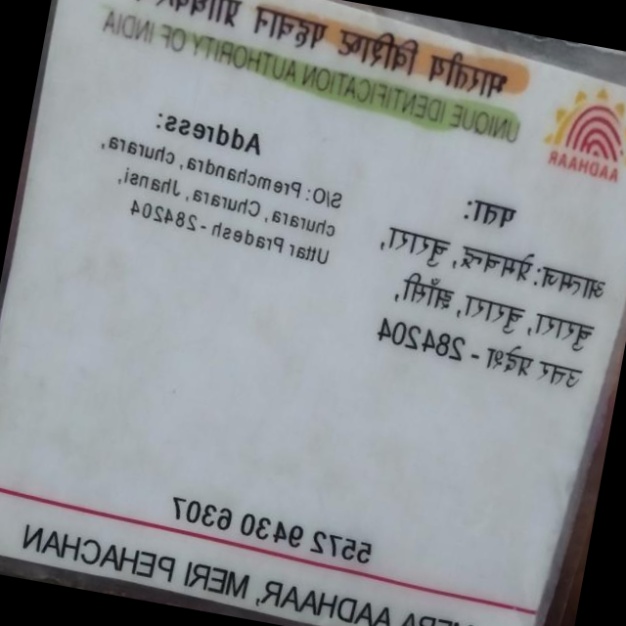 भारतीय विशिष्ट पहचान
UNIQUE IDENTIFICATION AUTHORITY OF INDIA
AADHAAR
पता:
आत्मज: प्रेमचन्द्र, चुरारा,
चुरारा, चुरारा, झाँसी,
उत्तर प्रदेश - 284204
Address:
S/O: Premchandra, churara,
churara, Churara, Jhansi,
Uttar Pradesh - 284204
5572 9430 6307
MERA AADHAAR, MERI PEHACHAN